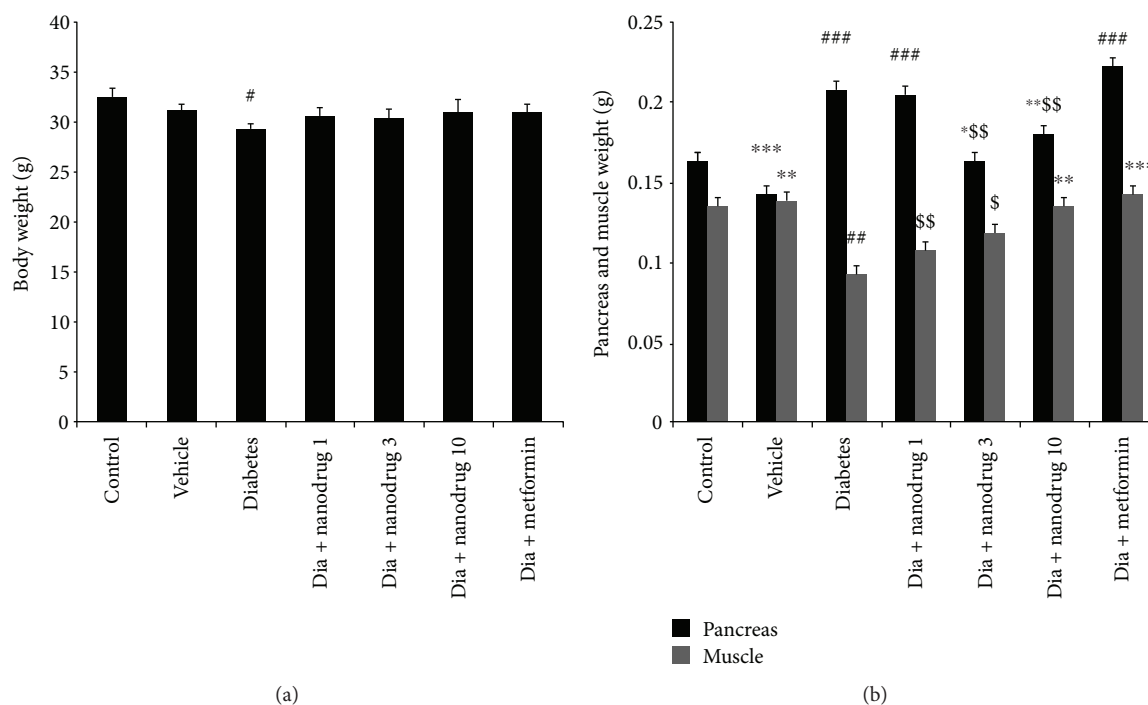 40
35
30
25
20
15
10
5
0
Body weight (g)
#
Control
Vehicle
Diabetes
Dia + nanodrug 1
Dia + nanodrug 3
Dia + nanodrug 10
Dia + metformin
(a)
0.25
0.2
0.15
0.1
0.05
0
Pancreas and muscle weight (g)
***
**
###
##
###
$$
*$$
$
**$$
**
###
***
Control
Vehicle
Diabetes
Dia + nanodrug 1
Dia + nanodrug 3
Dia + nanodrug 10
Dia + metformin
Pancreas
Muscle
(b)